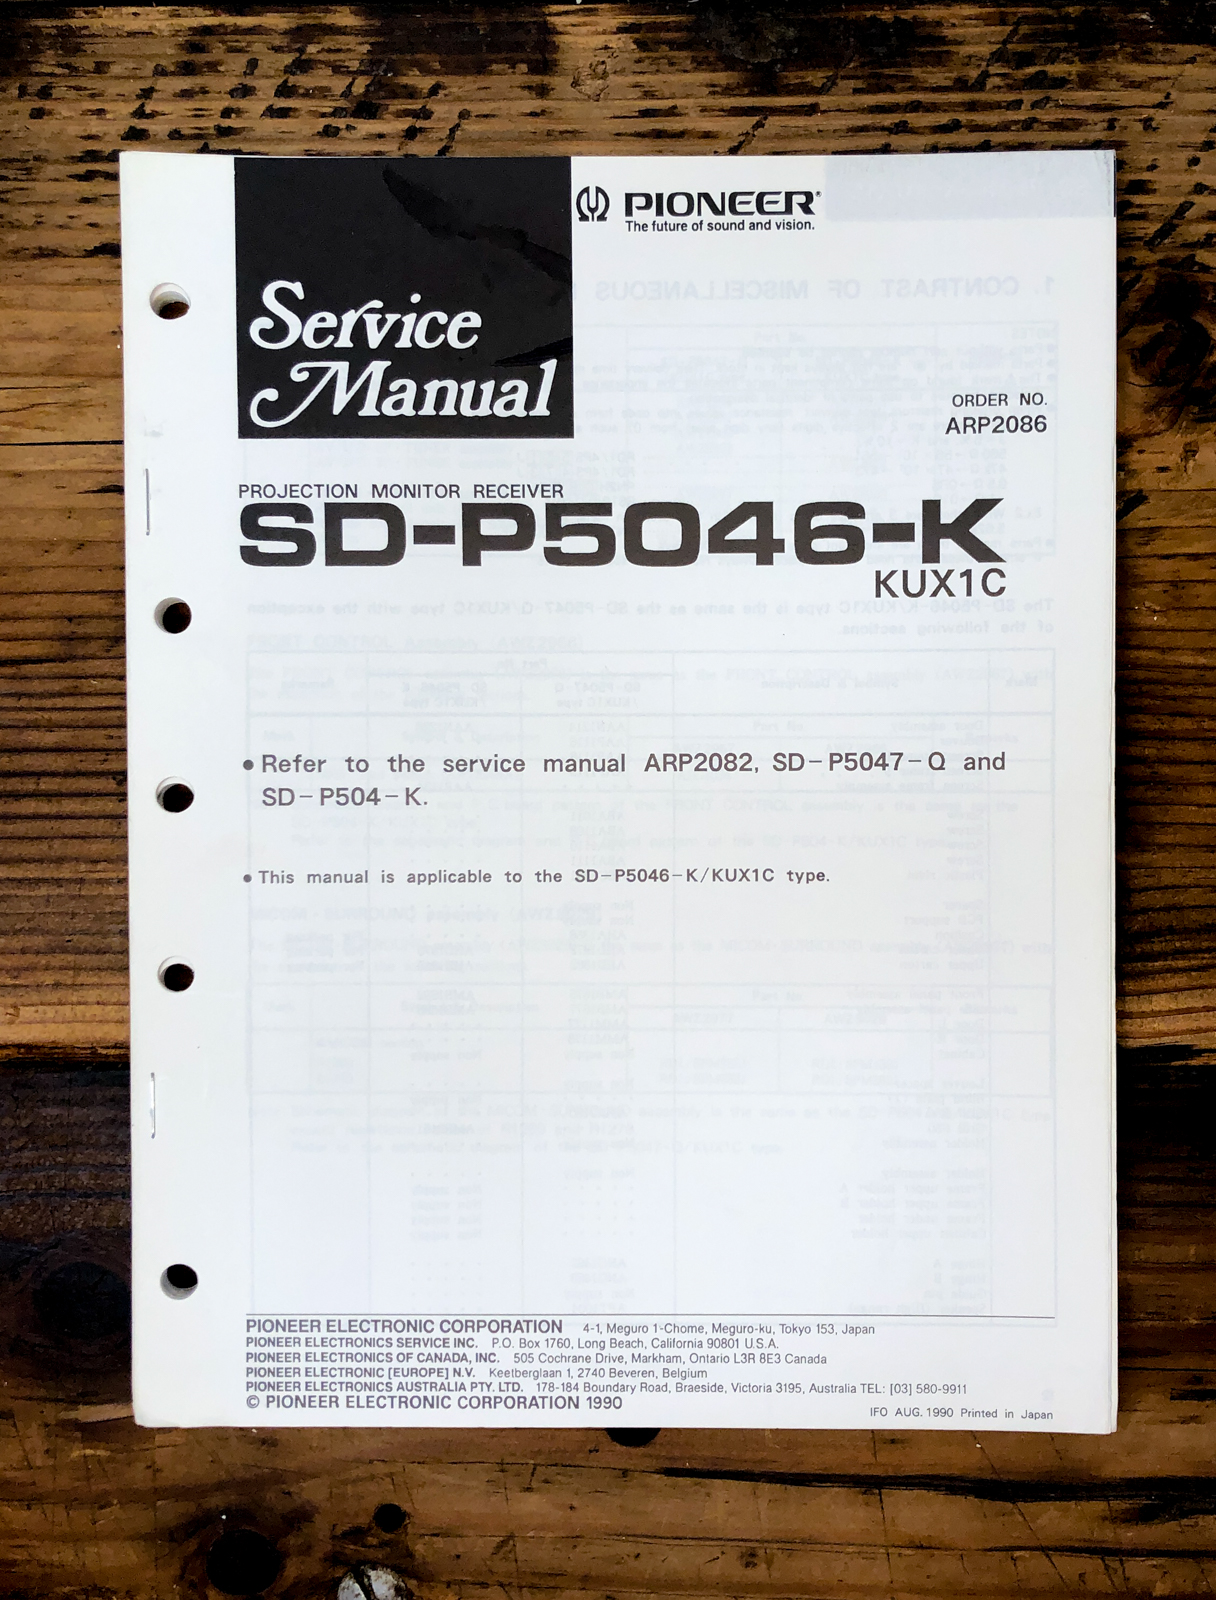 Service
Manual
PIONEER®
The future of sound and vision.
ORDER NO.
ARP2086
PROJECTION MONITOR RECEIVER
SD-P5046-K
KUX1C
● Refer to the service manual ARP2082, SD-P5047-Q and
SD-P504-K.
● This manual is applicable to the SD-P5046-K/KUX1C type.
PIONEER ELECTRONIC CORPORATION 4-1, Meguro 1-Chome, Meguro-ku, Tokyo 153, Japan
PIONEER ELECTRONICS SERVICE INC. P.O. Box 1760, Long Beach, California 90801 U.S.A.
PIONEER ELECTRONICS OF CANADA, INC. 505 Cochrane Drive, Markham, Ontario L3R 8E3 Canada
PIONEER ELECTRONIC [EUROPE] N.V. Keetberglaan 1, 2740 Beveren, Belgium
PIONEER ELECTRONICS AUSTRALIA PTY. LTD. 178-184 Boundary Road, Braeside, Victoria 3195, Australia TEL: [03] 580-9911
© PIONEER ELECTRONIC CORPORATION 1990
IFO AUG. 1990 Printed in Japan